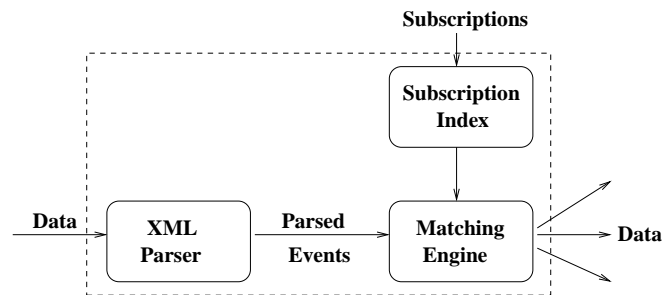 Subscriptions
Subscription
Index
Data
XML
Parser
Parsed
Events
Matching
Engine
Data